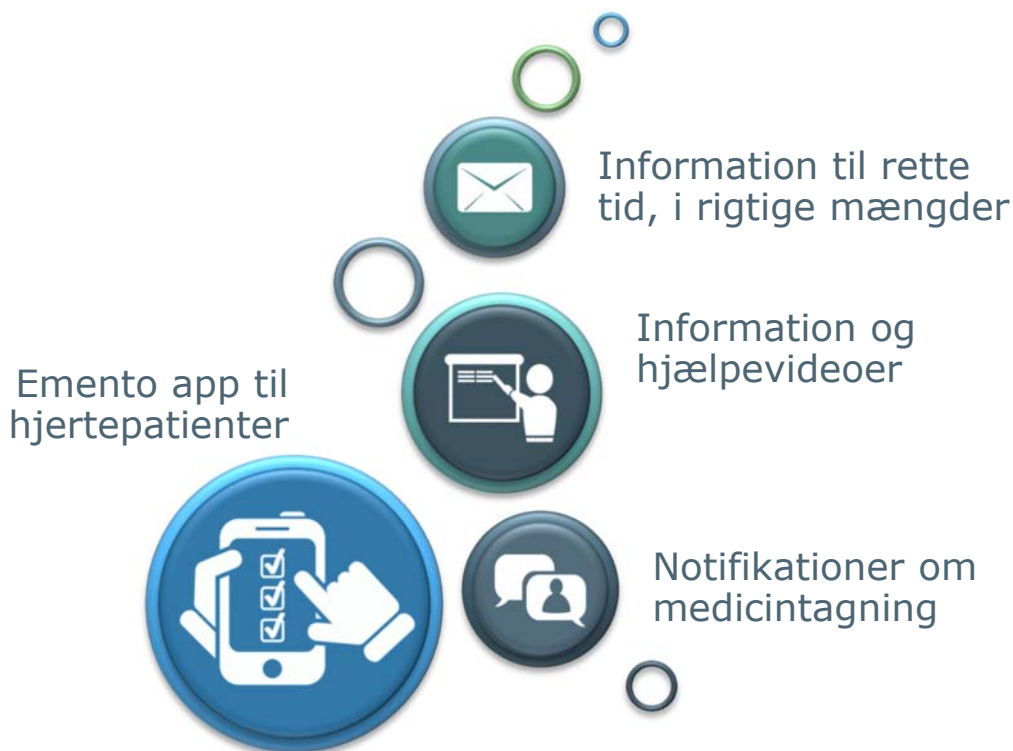 Information til rette
tid, i rigtige mængder
Information og
hjælpevideoer
Emento app til
hjertepatienter
Notifikationer om
medicintagning